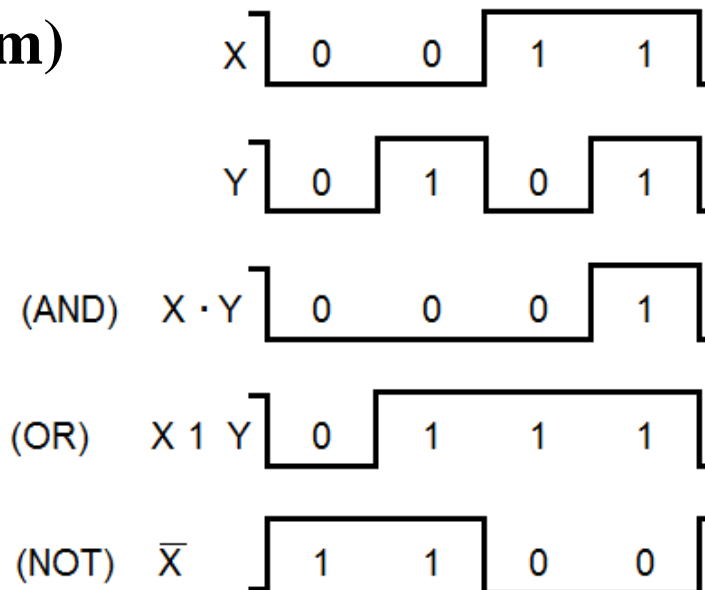 m)
X 0 0 1 1
Y 0 1 0 1
(AND) X · Y 0 0 0 1
(OR) X 1 Y 0 1 1 1
(NOT) X̅ 1 1 0 0